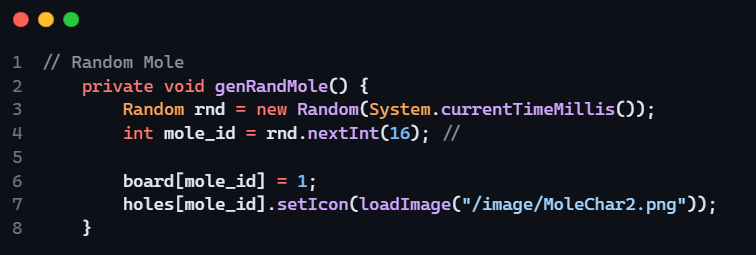 1 // Random Mole
2     private void genRandMole() {
3         Random rnd = new Random(System.currentTimeMillis());
4         int mole_id = rnd.nextInt(16); //
5
6         board[mole_id] = 1;
7         holes[mole_id].setIcon(loadImage("/image/MoleChar2.png"));
8     }